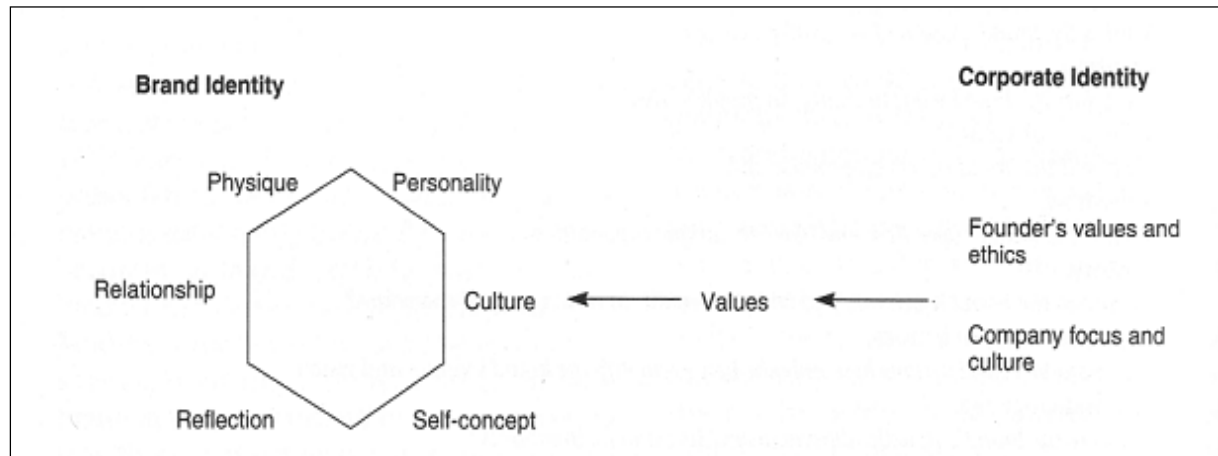 Brand Identity
Corporate Identity
Physique
Personality
Founder's values and
ethics
Relationship
Culture
Values
Company focus and
culture
Reflection
Self-concept